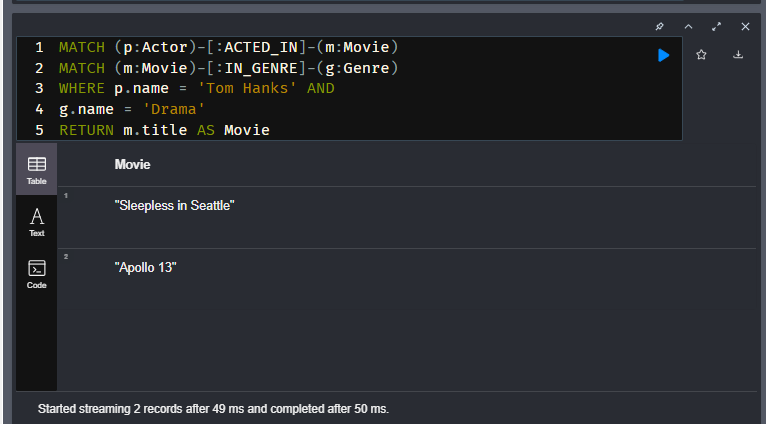 1 MATCH (p:Actor)-[:ACTED_IN]-(m:Movie)
2 MATCH (m:Movie)-[:IN_GENRE]-(g:Genre)
3 WHERE p.name = 'Tom Hanks' AND
4 g.name = 'Drama'
5 RETURN m.title AS Movie
Table
Movie
1 "Sleepless in Seattle"
A
Text
2 "Apollo 13"
Code
Started streaming 2 records after 49 ms and completed after 50 ms.